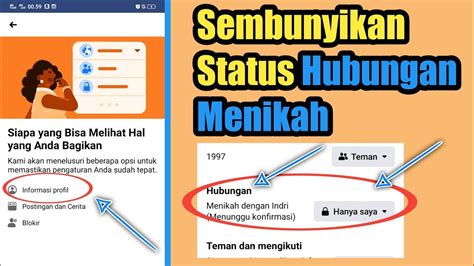 00.59
Siapa yang Bisa Melihat Hal
yang Anda Bagikan
Kami akan menelusuri beberapa opsi untuk
memastikan pengaturan Anda sudah tepat.
Informasi profil
Postingan dan Cerita
Blokir
Sembunyikan
Status Hubungan
Menikah
1997
Teman
Hubungan
Menikah dengan Indri
(Menunggu konfirmasi)
Hanya saya
Teman dan mengikuti